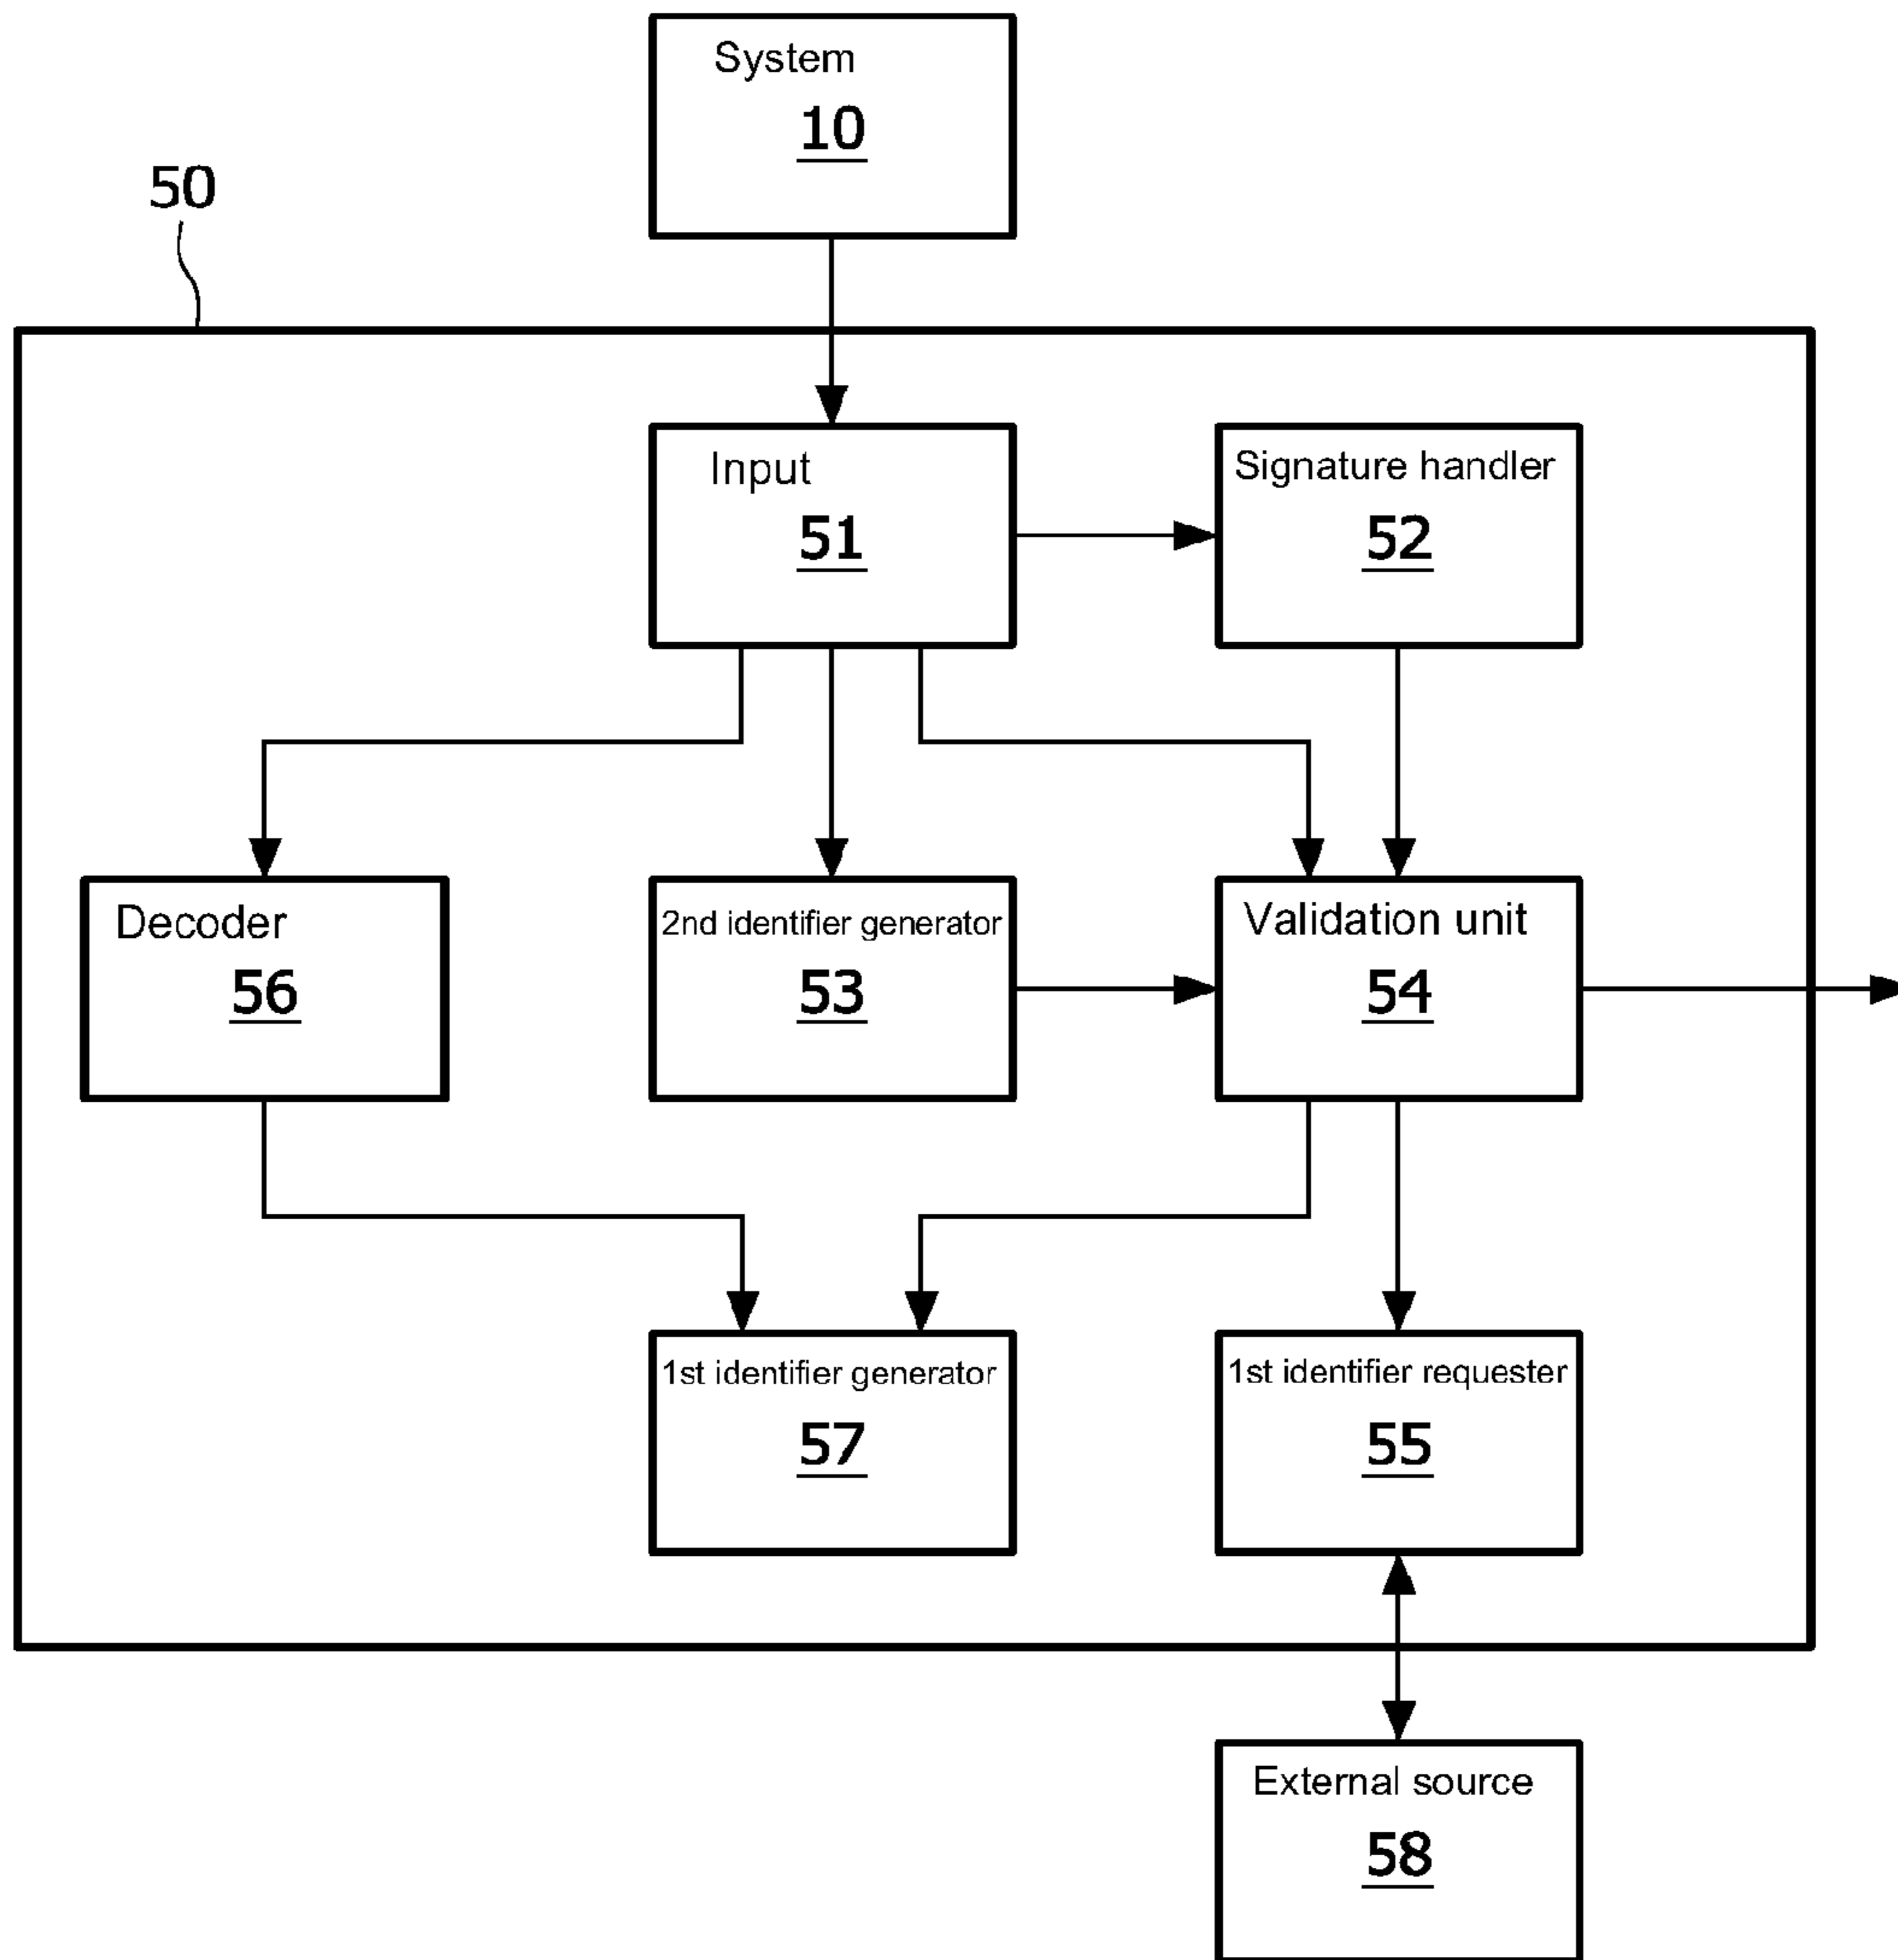 System
10
50
Input
51
Signature handler
52
Decoder
56
2nd identifier generator
53
Validation unit
54
1st identifier generator
57
1st identifier requester
55
External source
58